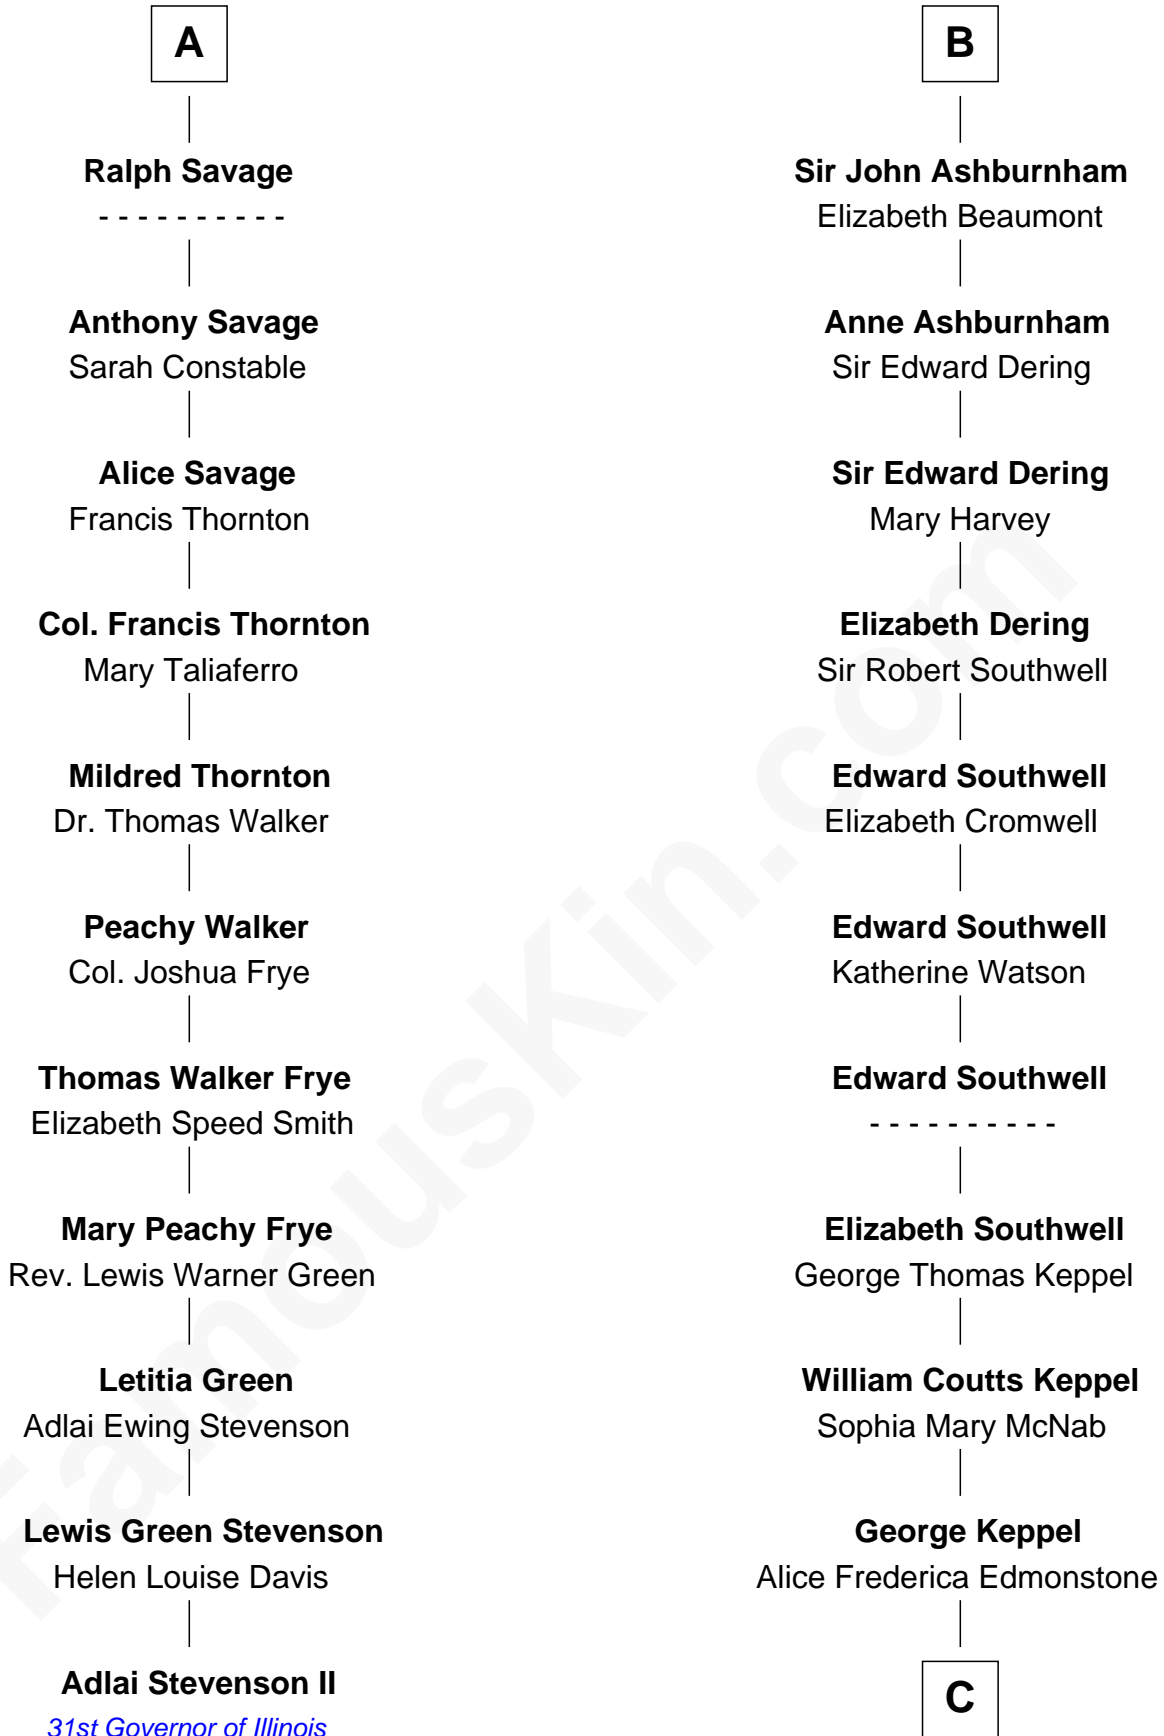 A
Ralph Savage
- - - - - - - - - -
Anthony Savage
Sarah Constable
Alice Savage
Francis Thornton
Col. Francis Thornton
Mary Taliaferro
Mildred Thornton
Dr. Thomas Walker
Peachy Walker
Col. Joshua Frye
Thomas Walker Frye
Elizabeth Speed Smith
Mary Peachy Frye
Rev. Lewis Warner Green
Letitia Green
Adlai Ewing Stevenson
Lewis Green Stevenson
Helen Louise Davis
Adlai Stevenson II
31st Governor of Illinois
B
Sir John Ashburnham
Elizabeth Beaumont
Anne Ashburnham
Sir Edward Dering
Sir Edward Dering
Mary Harvey
Elizabeth Dering
Sir Robert Southwell
Edward Southwell
Elizabeth Cromwell
Edward Southwell
Katherine Watson
Edward Southwell
- - - - - - - - - -
Elizabeth Southwell
George Thomas Keppel
William Coutts Keppel
Sophia Mary McNab
George Keppel
Alice Frederica Edmonstone
C
FamousKin.com